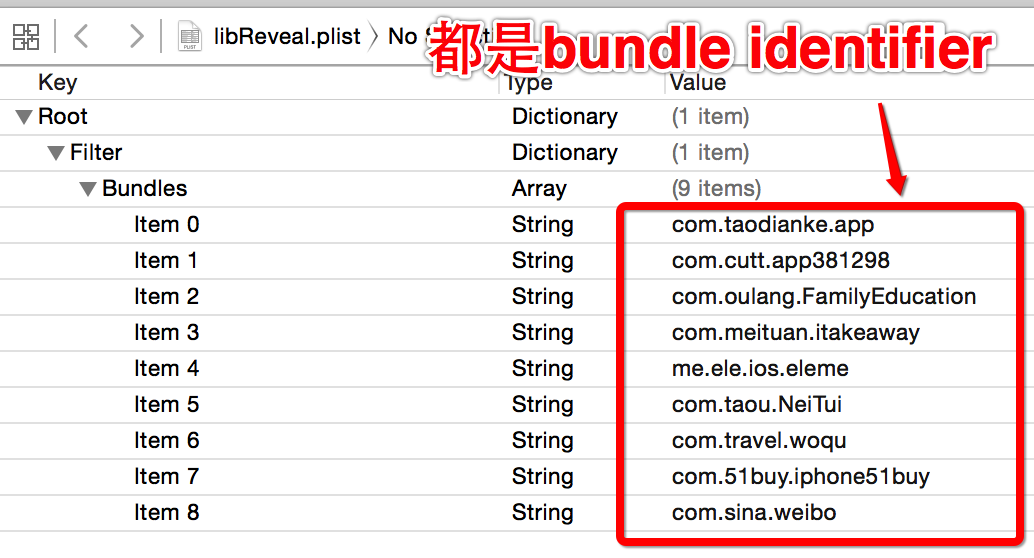 libReveal.plist No S
都是bundle identifier
Key Type Value
Root Dictionary (1 item)
Filter Dictionary (1 item)
Bundles Array (9 items)
Item 0 String com.taodianke.app
Item 1 String com.cutt.app381298
Item 2 String com.oulang.FamilyEducation
Item 3 String com.meituan.itakeaway
Item 4 String me.ele.ios.eleme
Item 5 String com.taou.NeiTui
Item 6 String com.travel.woqu
Item 7 String com.51buy.iphone51buy
Item 8 String com.sina.weibo